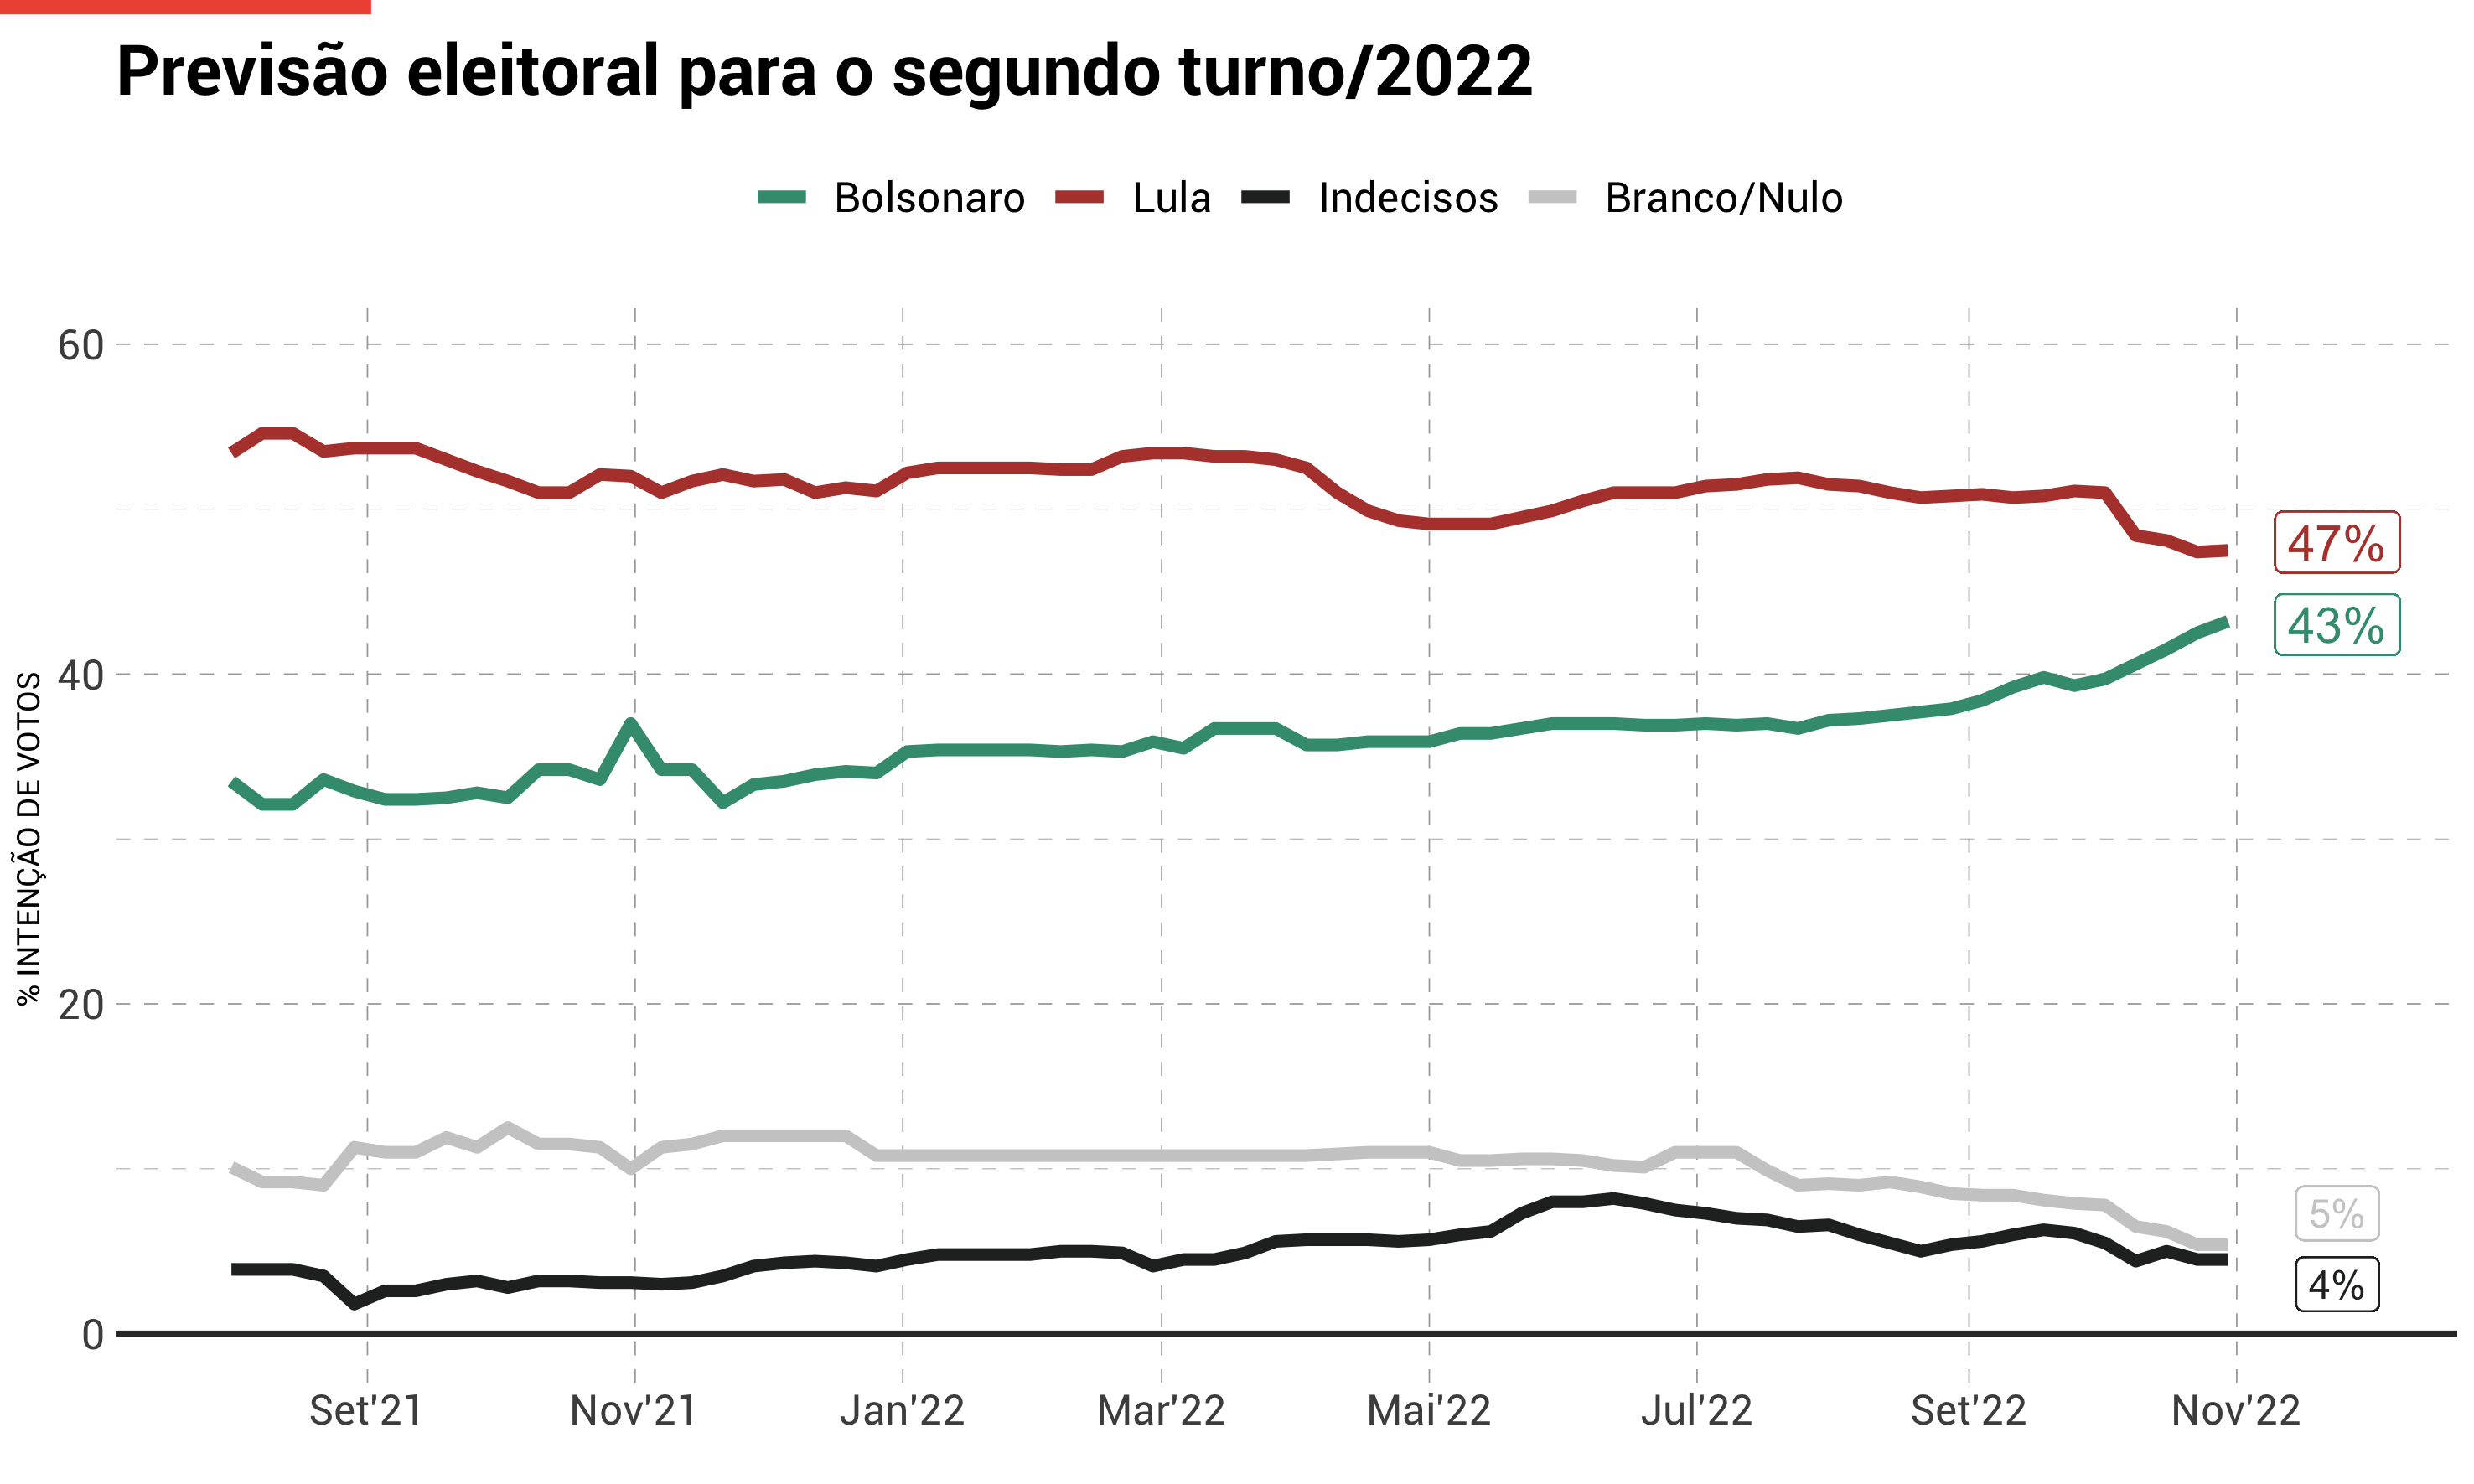 Previsão eleitoral para o segundo turno/2022
Bolsonaro Lula Indecisos Branco/Nulo
% INTENÇÃO DE VOTOS
60
40
20
0
47%
43%
5%
4%
Set'21 Nov'21 Jan'22 Mar'22 Mai'22 Jul'22 Set'22 Nov'22